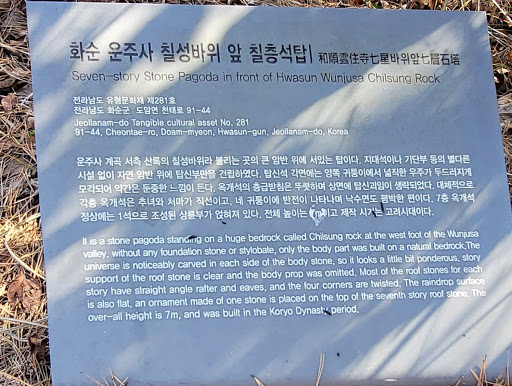 화순 운주사 칠성바위 앞 칠층석탑 | 和順雲住寺七星바위앞七層石塔
Seven-story Stone Pagoda in front of Hwasun Wunjusa Chilsung Rock
전라남도 유형문화재 제281호
전라남도 화순군 도암면 천태로 91-44
Jeollanam-do Tangible cultural asset No. 281
91-44, Cheontae-ro, Doam-myeon, Hwasun-gun, Jeollanam-do, Korea
운주사 계곡 서측 산록의 칠성바위라 불리는 곳의 큰 암반 위에 서있는 탑이다. 지대석이나 기단부 등의 별다른
시설 없이 자연 암반 위에 탑신부만을 건립하였다. 탑신석 각면에는 양쪽 귀퉁이에서 넓직한 우주가 두드러지게
모각되어 약간은 둔중한 느낌이 든다. 옥개석의 층급받침은 뚜렷하며 상면에 탑신괴임이 생략되었다. 대체적으로
각층 옥개석은 추녀와 처마가 직선이고, 네 귀퉁이에 반전이 나타나며 낙수면도 평박한 편이다. 7층 옥개석
정상에는 1석으로 조성된 상륜부가 얹혀져 있다. 전체 높이는 7m이고 제작 시기는 고려시대이다.
It is a stone pagoda standing on a huge bedrock called Chilsung rock at the west foot of the Wunjusa
valley, without any foundation stone or stylobate, only the body part was built on a natural bedrock.The
universe is noticeably carved in each side of the body stone, so it looks a little bit ponderous, story
support of the roof stone is clear and the body prop was omitted. Most of the roof stones for each
story have straight angle rafter and eaves, and the four corners are twisted. The raindrop surface
is also flat, an ornament made of one stone is placed on the top of the seventh story roof stone. The
over-all height is 7m, and was built in the Koryo Dynasty period.